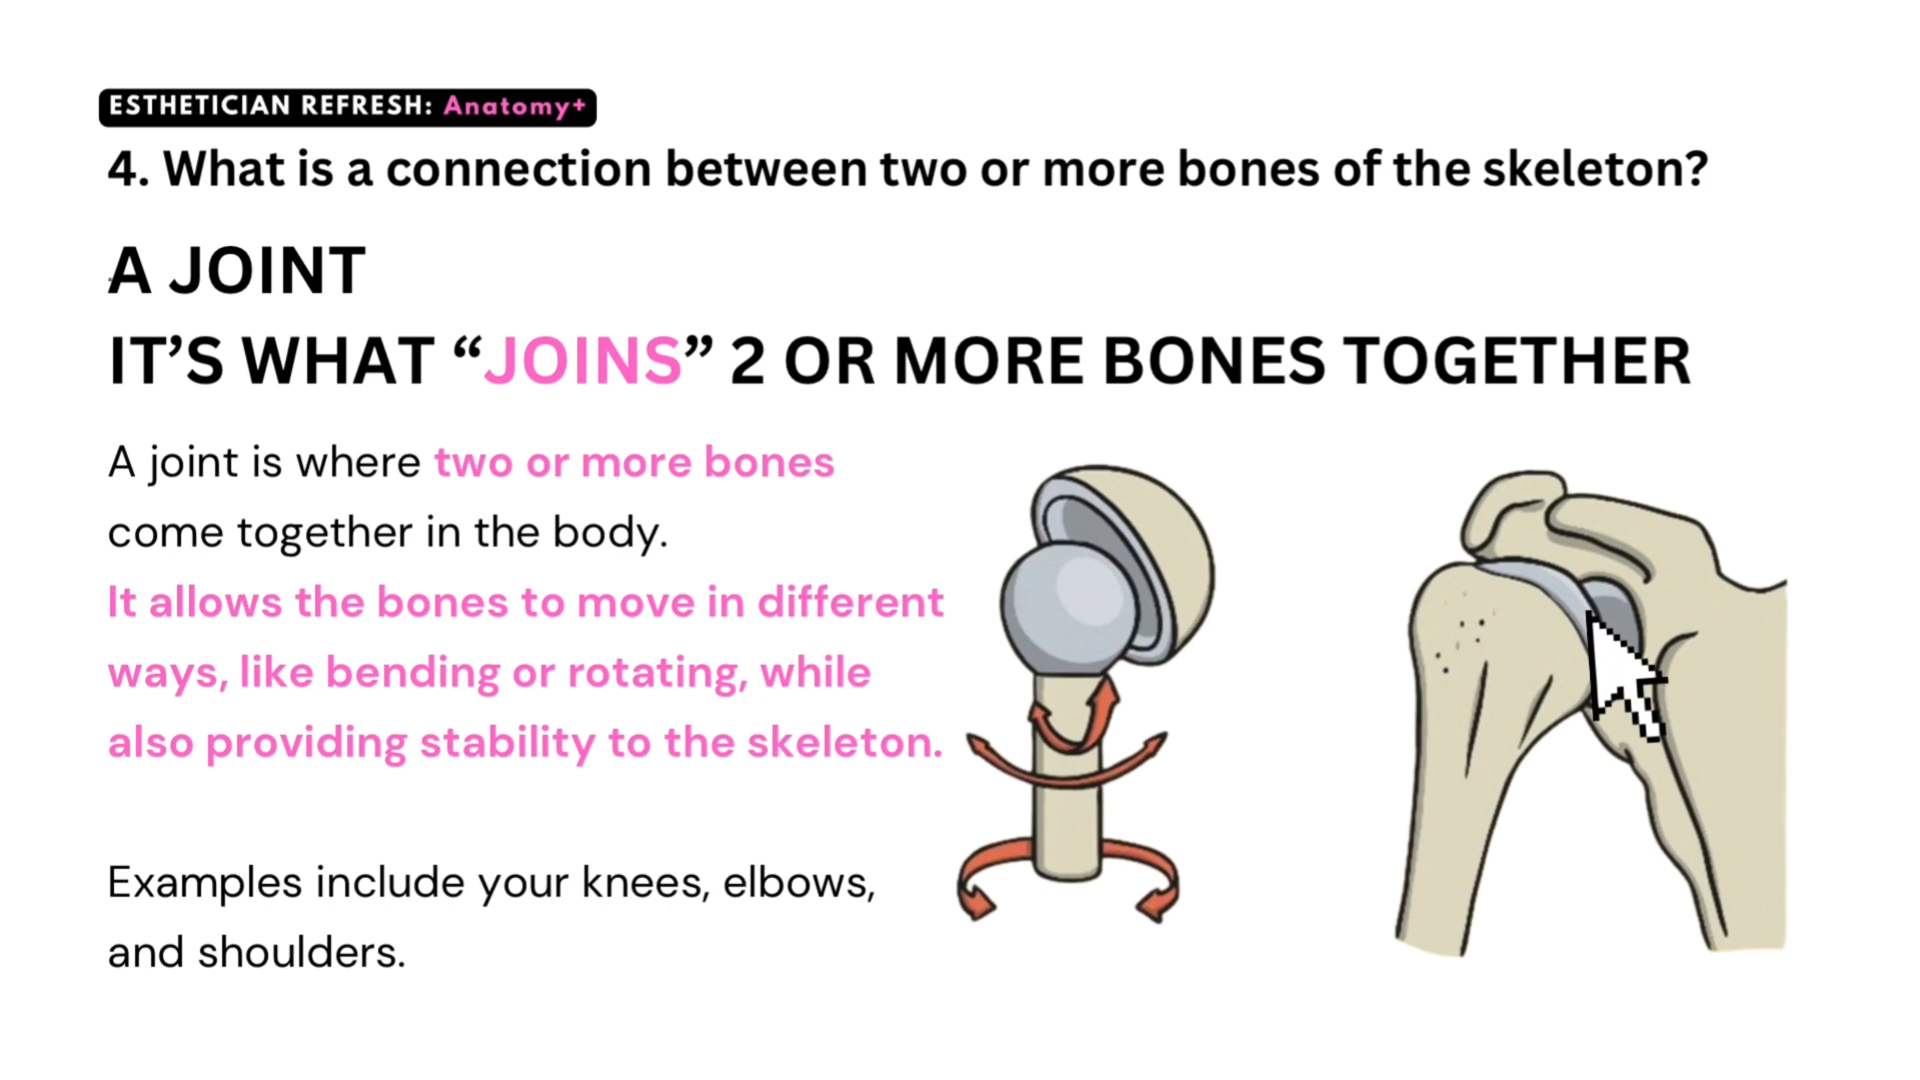 ESTHETICIAN REFRESH: Anatomy+
4. What is a connection between two or more bones of the skeleton?
A JOINT
IT’S WHAT “JOINS” 2 OR MORE BONES TOGETHER
A joint is where two or more bones
come together in the body.
It allows the bones to move in different
ways, like bending or rotating, while
also providing stability to the skeleton.
Examples include your knees, elbows,
and shoulders.